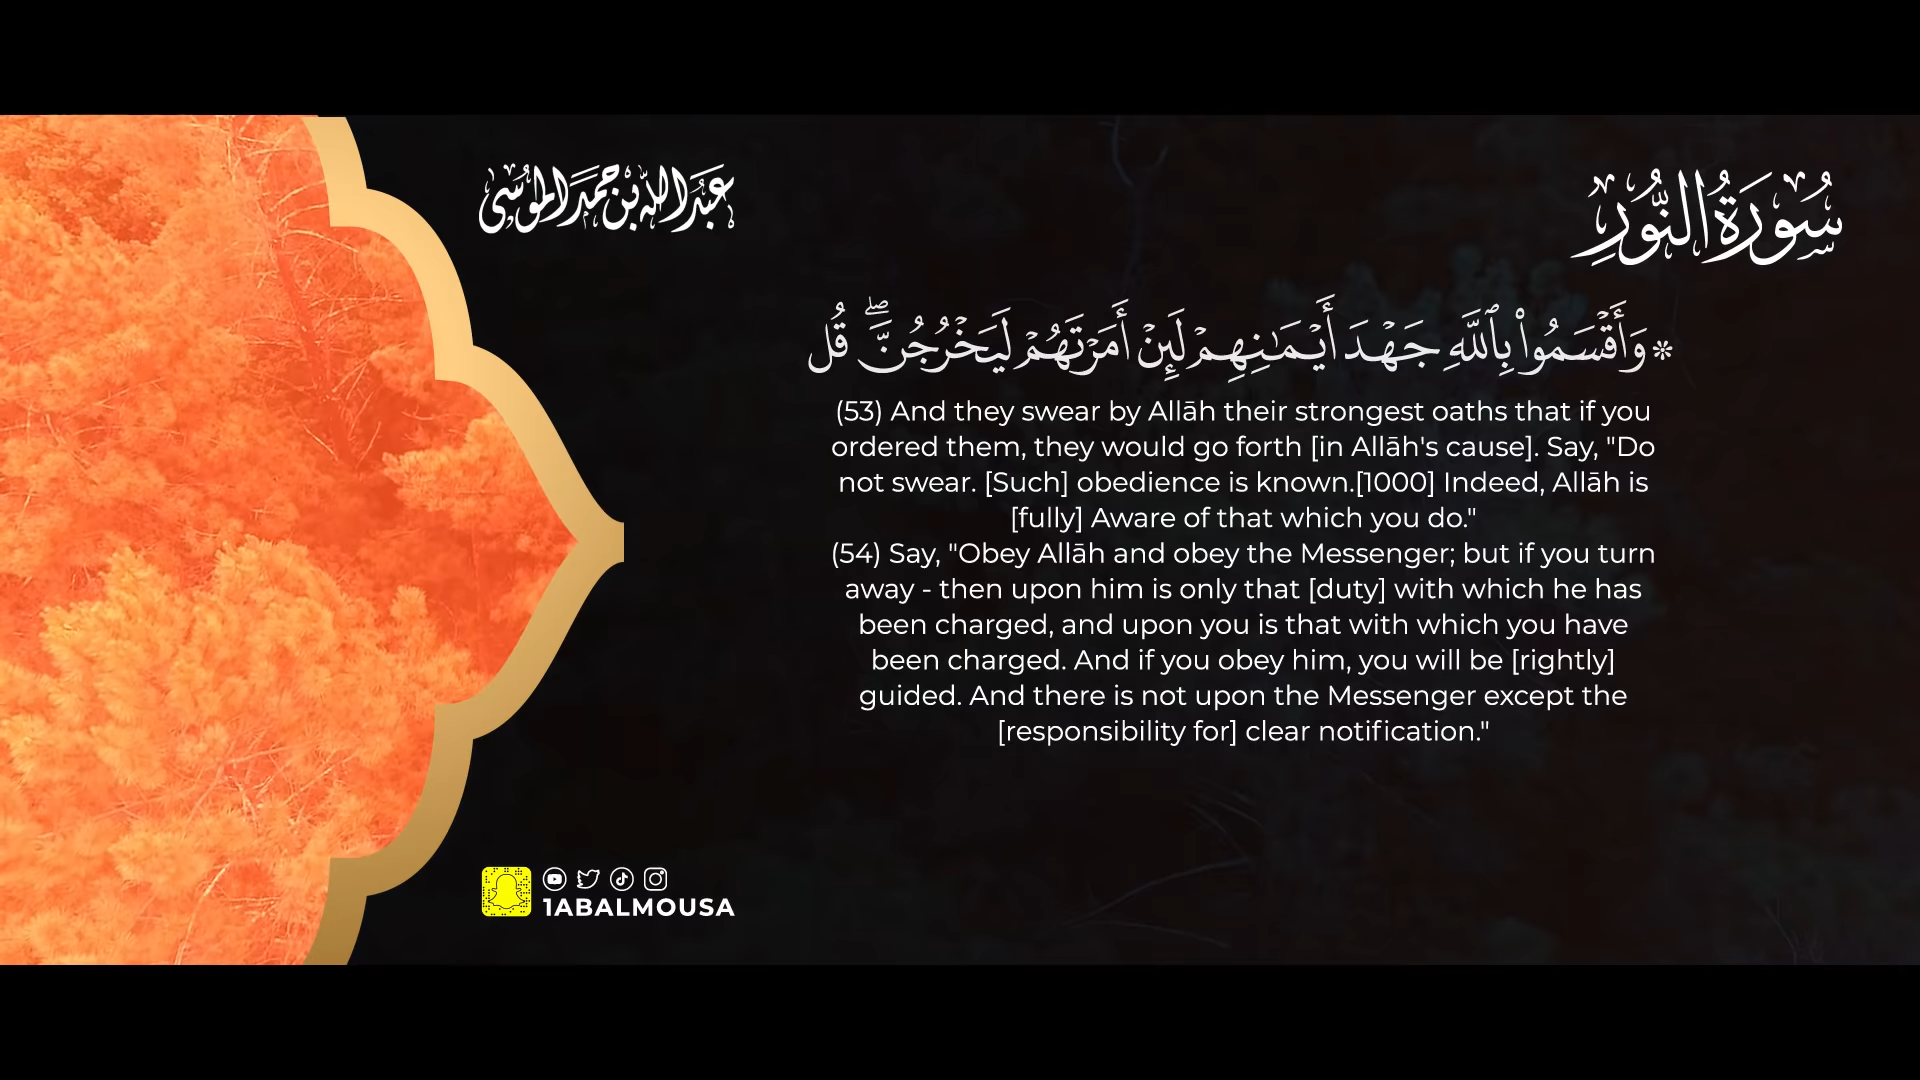 عَبْدُ اللَّه بْن حَمَد المُوسَى
سُورَةُ النُّورِ
۞ وَأَقْسَمُوا۟ بِٱللَّهِ جَهْدَ أَيْمَـٰنِهِمْ لَئِنْ أَمَرْتَهُمْ لَيَخْرُجُنَّ ۖ قُل
(53) And they swear by Allāh their strongest oaths that if you
ordered them, they would go forth [in Allāh's cause]. Say, "Do
not swear. [Such] obedience is known.[1000] Indeed, Allāh is
[fully] Aware of that which you do."
(54) Say, "Obey Allāh and obey the Messenger; but if you turn
away - then upon him is only that [duty] with which he has
been charged, and upon you is that with which you have
been charged. And if you obey him, you will be [rightly]
guided. And there is not upon the Messenger except the
[responsibility for] clear notification."
1ABALMOUSA